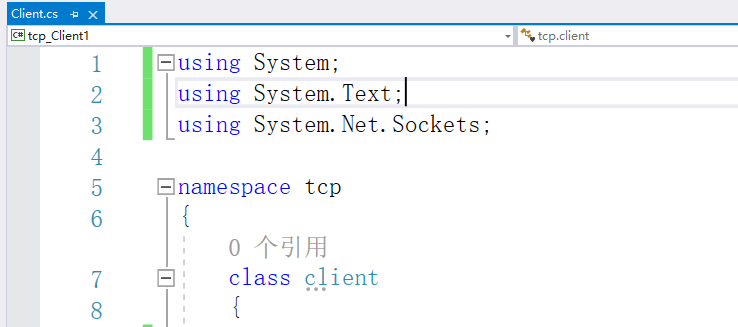 Client.cs
C# tcp_Client1 tcp.client
1 using System;
2 using System.Text;
3 using System.Net.Sockets;
4
5 namespace tcp
6 {
0 个引用
7 class client
8 {